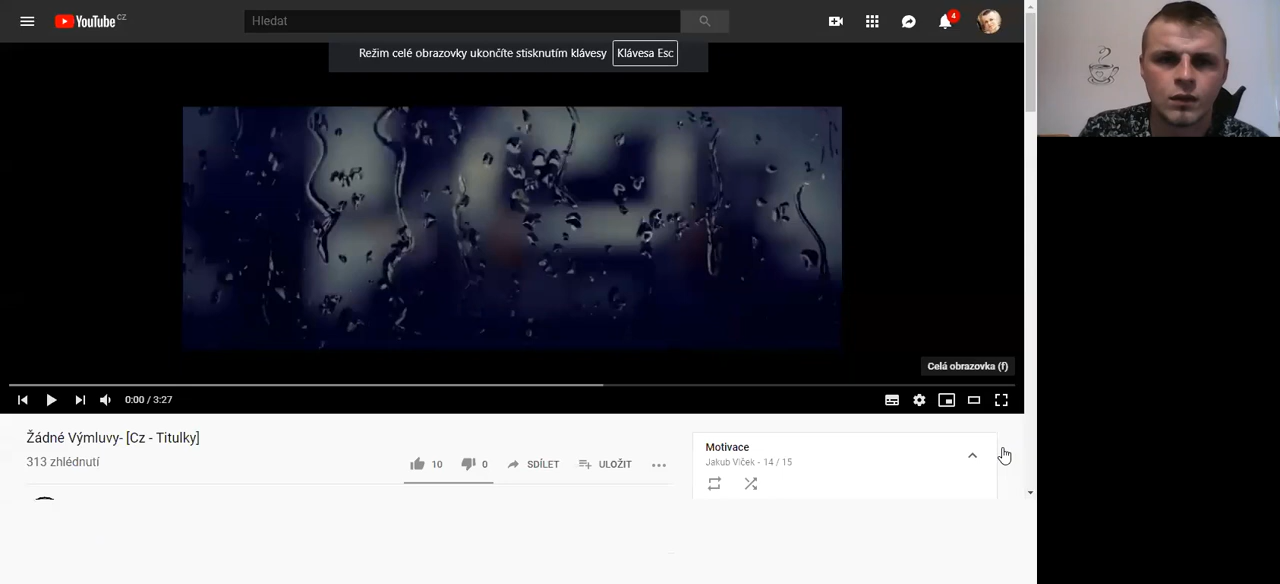 YouTube CZ
Hledat
4
Režim celé obrazovky ukončíte stisknutím klávesy Klávesa Esc
Celá obrazovka (f)
0:00 / 3:27
Žádné Výmluvy- [Cz - Titulky]
313 zhlédnutí
10
0
SDÍLET
ULOŽIT
Motivace
Jakub Vlček - 14 / 15